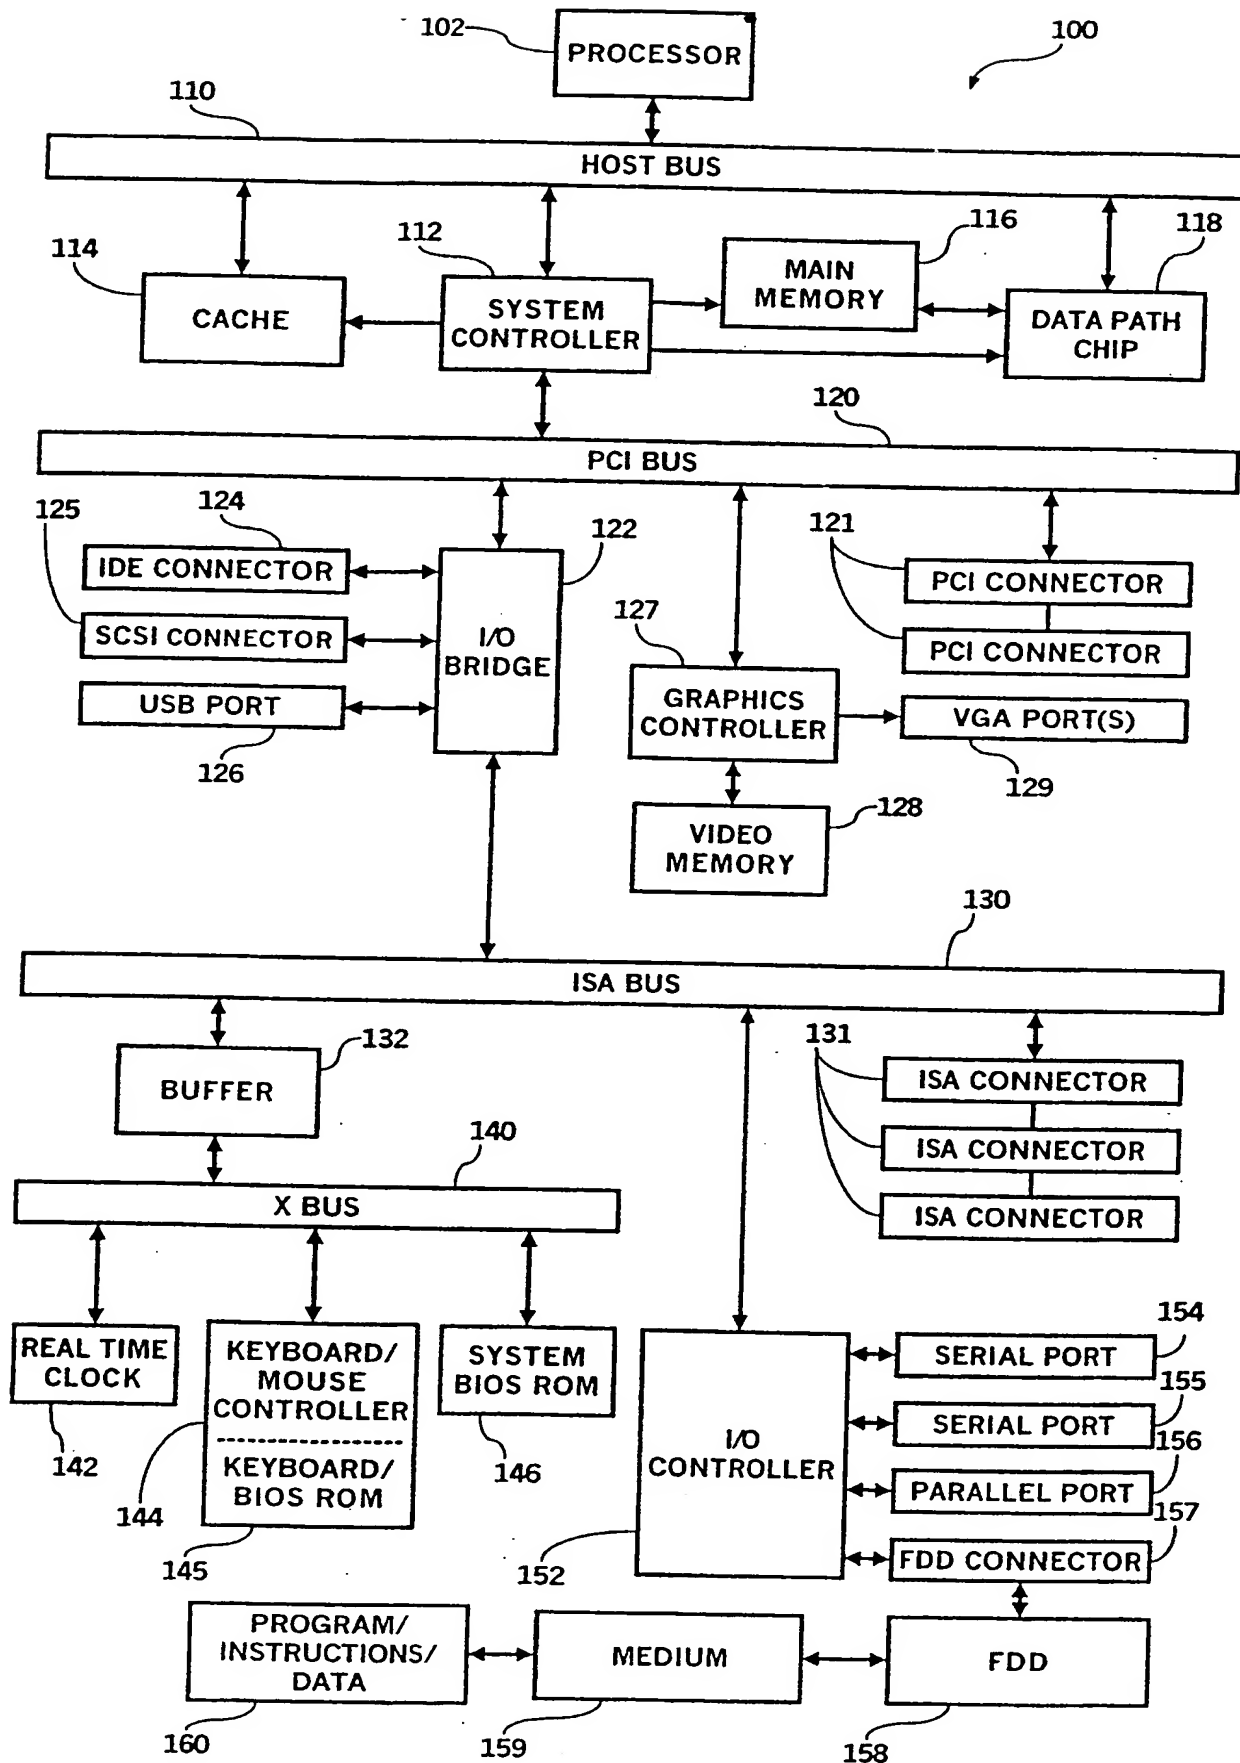 102
PROCESSOR
100
110
HOST BUS
114
CACHE
112
SYSTEM
CONTROLLER
116
MAIN
MEMORY
118
DATA PATH
CHIP
120
PCI BUS
125
124
IDE CONNECTOR
SCSI CONNECTOR
USB PORT
126
122
I/O
BRIDGE
127
GRAPHICS
CONTROLLER
121
PCI CONNECTOR
PCI CONNECTOR
VGA PORT(S)
129
VIDEO
MEMORY
128
130
ISA BUS
132
BUFFER
131
ISA CONNECTOR
ISA CONNECTOR
ISA CONNECTOR
140
X BUS
REAL TIME
CLOCK
142
KEYBOARD/
MOUSE
CONTROLLER
KEYBOARD/
BIOS ROM
144
145
SYSTEM
BIOS ROM
146
I/O
CONTROLLER
152
154
SERIAL PORT
155
SERIAL PORT
156
PARALLEL PORT
157
FDD CONNECTOR
PROGRAM/
INSTRUCTIONS/
DATA
160
MEDIUM
159
FDD
158